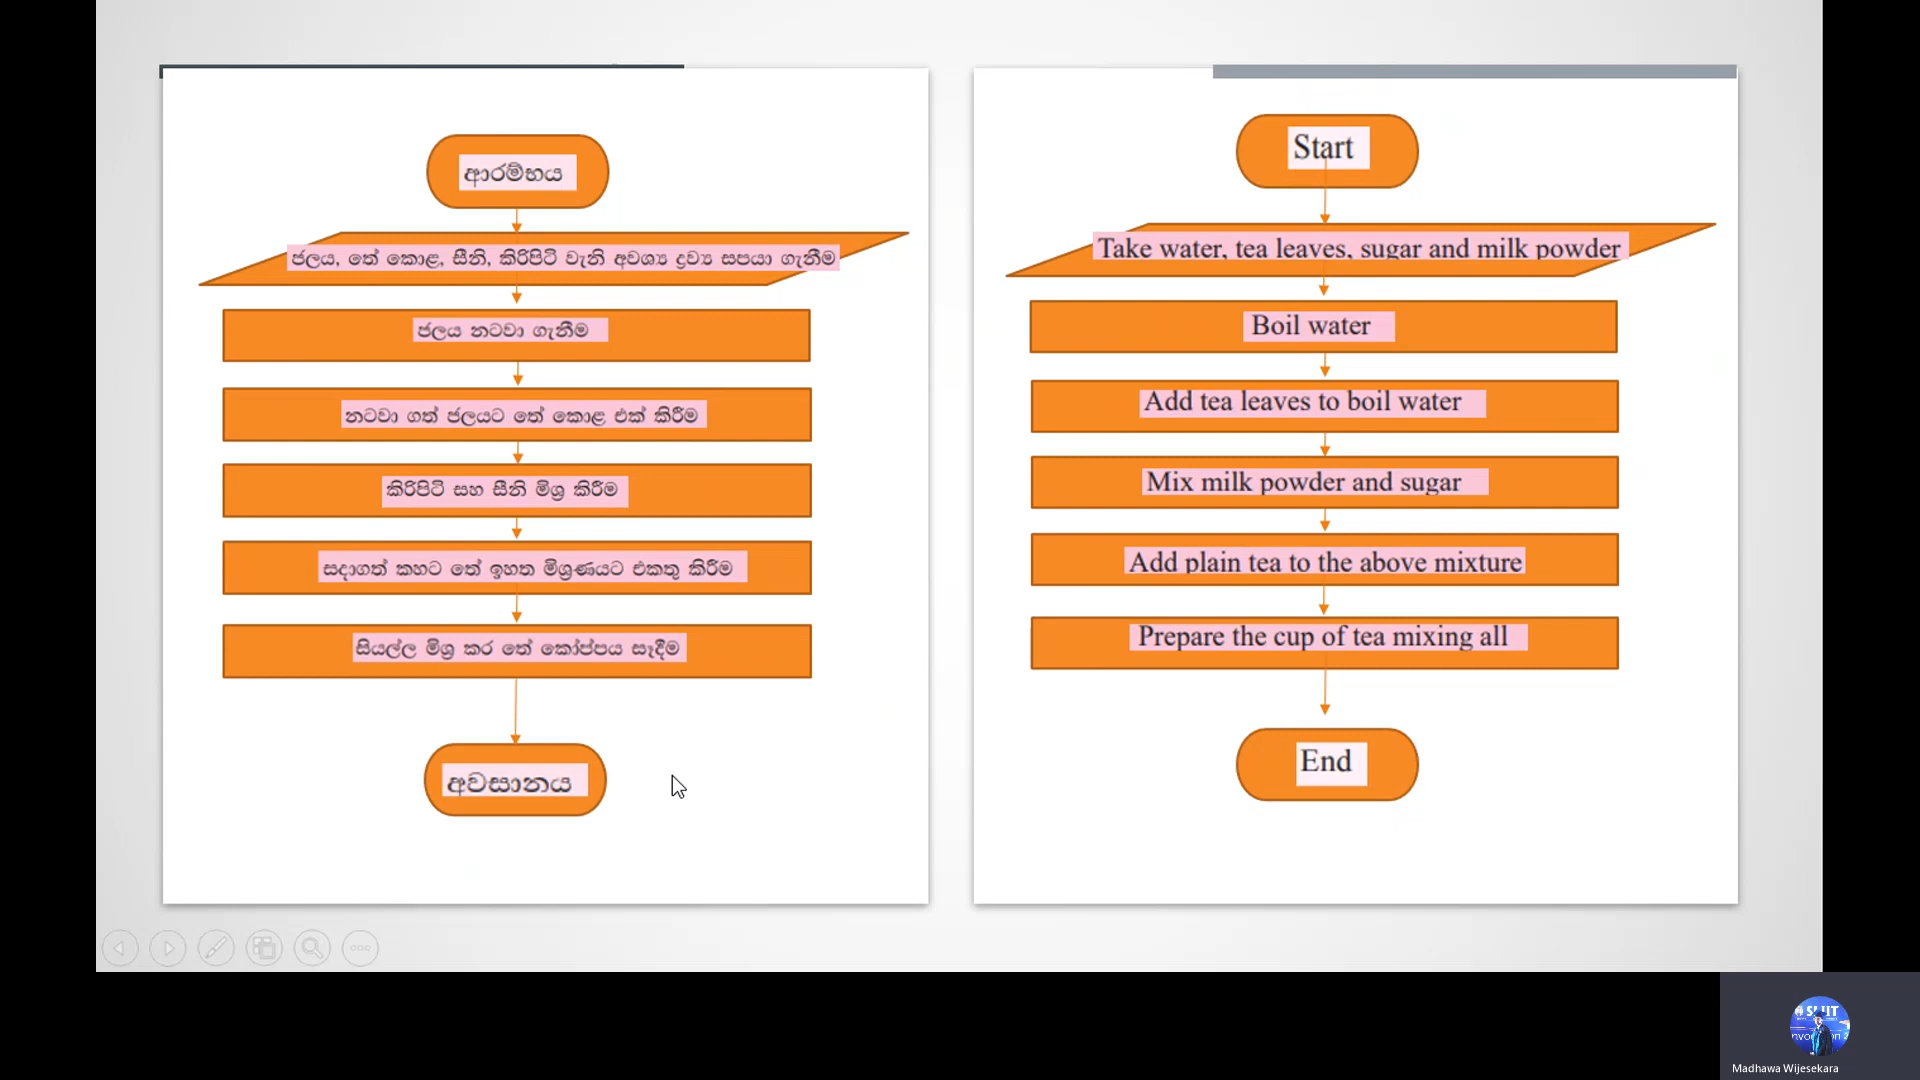 ආරම්භය
ජලය, තේ කොළ, සීනි, කිරිපිටි වැනි අවශ්‍ය ද්‍රව්‍ය සපයා ගැනීම
ජලය නටවා ගැනීම
නටවා ගත් ජලයට තේ කොළ එක් කිරීම
කිරිපිටි සහ සීනි මිශ්‍ර කිරීම
සදාගත් කහට තේ ඉහත මිශ්‍රණයට එකතු කිරීම
සියල්ල මිශ්‍ර කර තේ කෝප්පය සෑදීම
අවසානය
Start
Take water, tea leaves, sugar and milk powder
Boil water
Add tea leaves to boil water
Mix milk powder and sugar
Add plain tea to the above mixture
Prepare the cup of tea mixing all
End
Madhawa Wijesekara